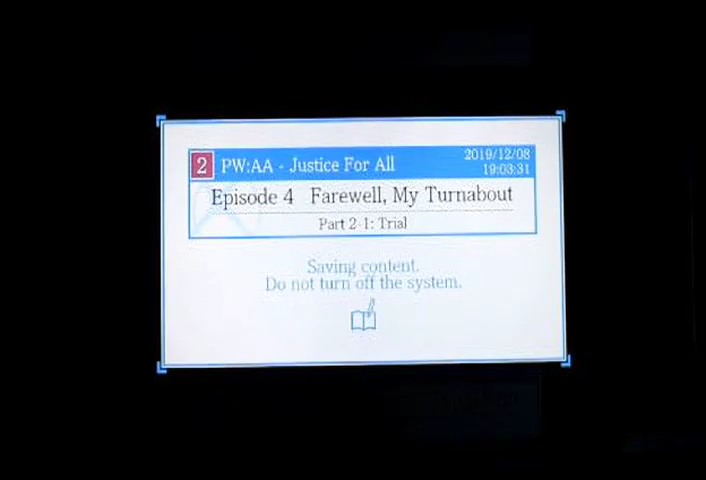 2 PW:AA - Justice For All
2019/12/08
19:03:31
Episode 4 Farewell, My Turnabout
Part 2-1: Trial
Saving content.
Do not turn off the system.